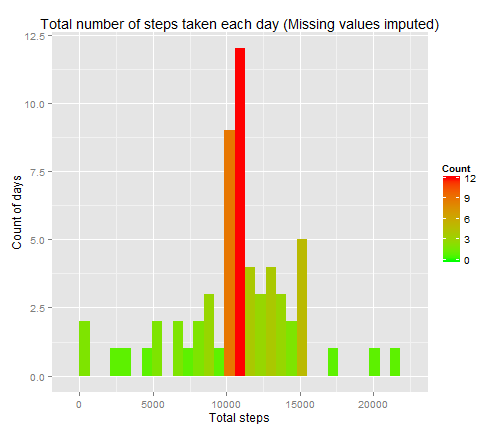 Total number of steps taken each day (Missing values imputed)
12.5
10.0
7.5
5.0
2.5
0.0
Count of days
0 5000 10000 15000 20000
Total steps
Count
12
9
6
3
0